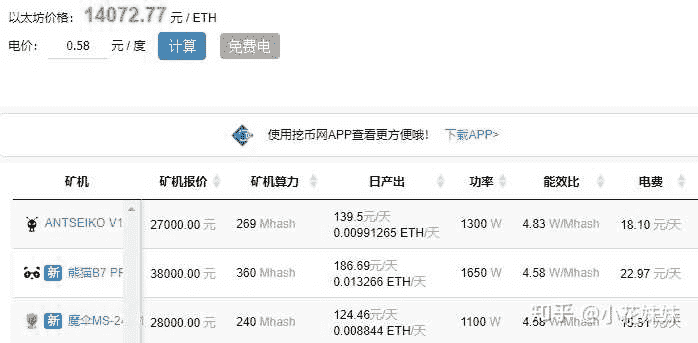 以太坊价格： 14072.77 元 / ETH
电价： 0.58 元 / 度 计算 免费电
使用挖币网APP查看更方便哦！ 下载APP>
矿机 矿机报价 矿机算力 日产出 功率 能效比 电费
ANTSEIKO V1 27000.00 元 269 Mhash 139.5元/天 1300 W 4.83 W/Mhash 18.10 元/天
0.00991265 ETH/天
新 熊猫B7 PR 38000.00 元 360 Mhash 186.69元/天 1650 W 4.58 W/Mhash 22.97 元/天
0.013266 ETH/天
新 魔伞MS-24 28000.00 元 240 Mhash 124.46元/天 1100 W 4.58 W/Mhash 15.31 元/天
0.008844 ETH/天
知乎 @小花妹妹